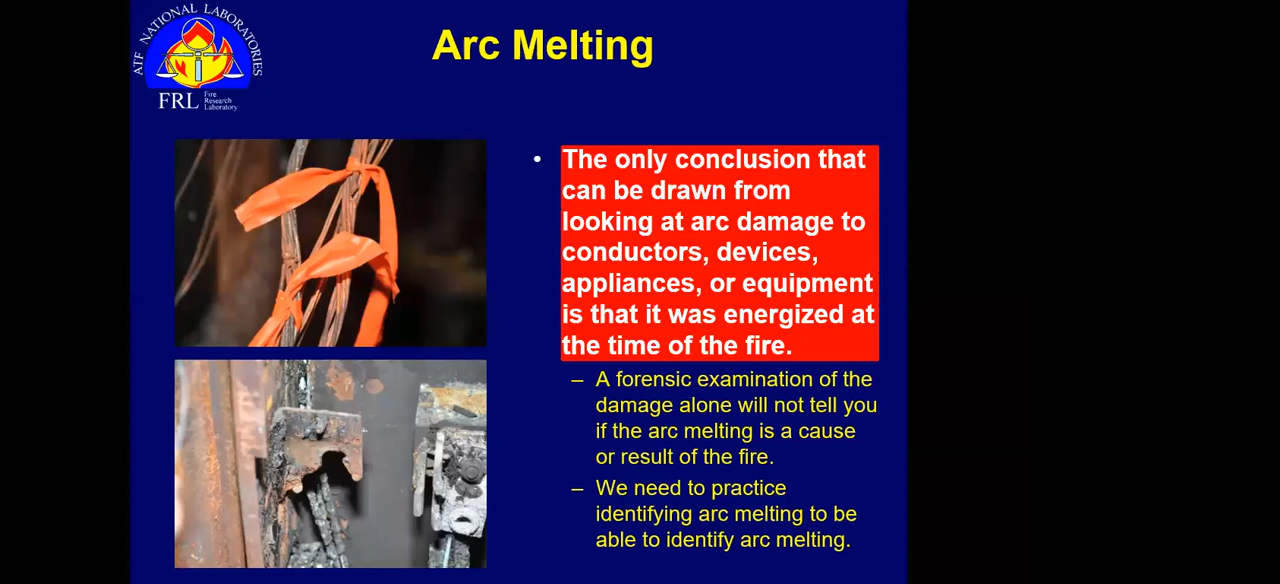 ATF NATIONAL LABORATORIES
FRL
Fire
Research
Laboratory
Arc Melting
• The only conclusion that
can be drawn from
looking at arc damage to
conductors, devices,
appliances, or equipment
is that it was energized at
the time of the fire.
– A forensic examination of the
damage alone will not tell you
if the arc melting is a cause
or result of the fire.
– We need to practice
identifying arc melting to be
able to identify arc melting.